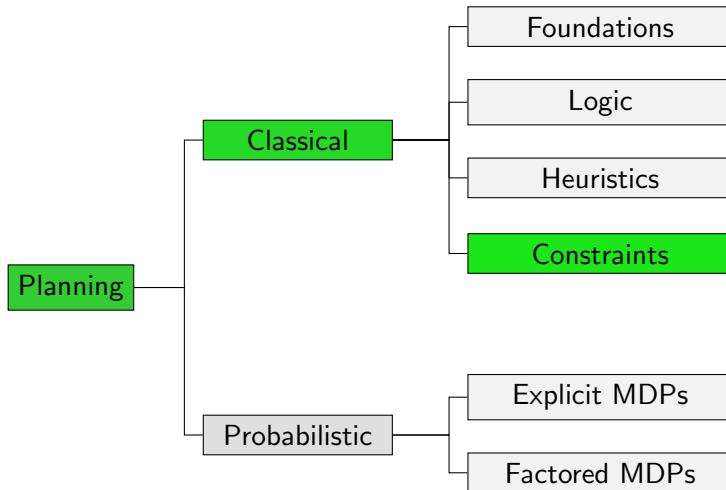 Foundations
Logic
Classical
Heuristics
Constraints
Planning
Explicit MDPs
Probabilistic
Factored MDPs